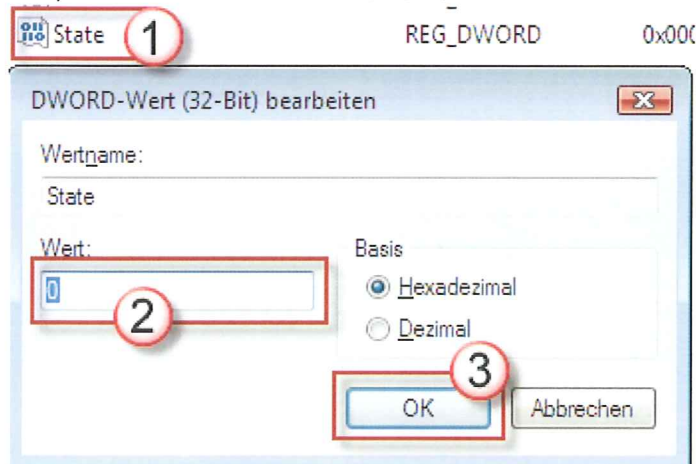 State 1 REG_DWORD 0x000
DWORD-Wert (32-Bit) bearbeiten
Wertname:
State
Wert: Basis
0 Hexadezimal
2 Dezimal
3
OK Abbrechen